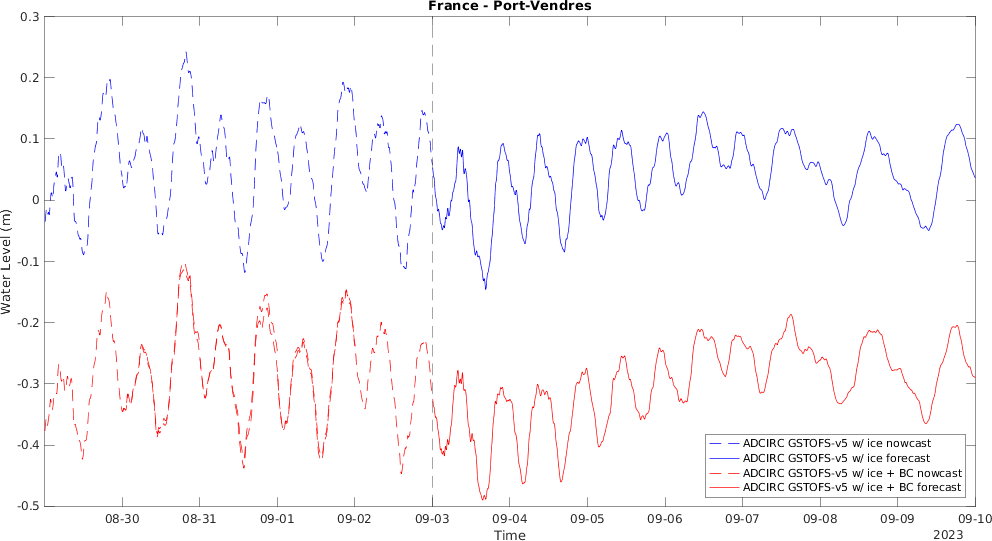 France - Port-Vendres
0.3
0.2
0.1
0
-0.1
-0.2
-0.3
-0.4
-0.5
Water Level (m)
08-30 08-31 09-01 09-02 09-03 09-04 09-05 09-06 09-07 09-08 09-09 09-10
Time
2023
ADCIRC GSTOFS-v5 w/ ice nowcast
ADCIRC GSTOFS-v5 w/ ice forecast
ADCIRC GSTOFS-v5 w/ ice + BC nowcast
ADCIRC GSTOFS-v5 w/ ice + BC forecast